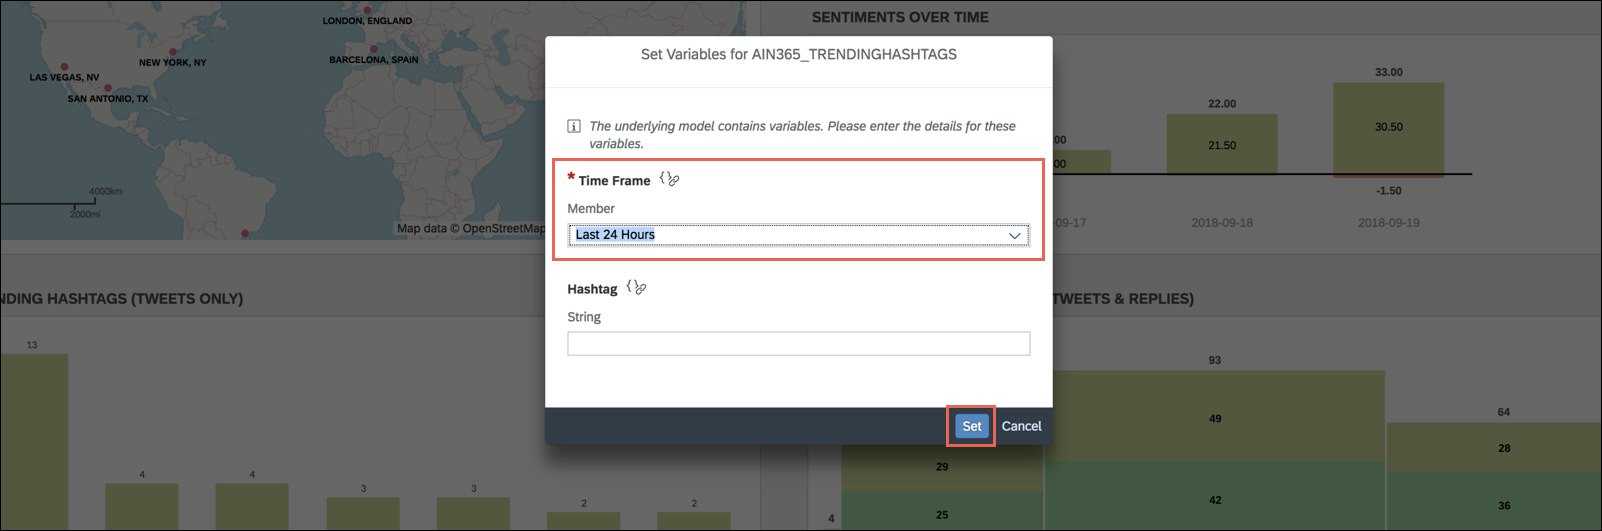 LONDON, ENGLAND
NEW YORK, NY
BARCELONA, SPAIN
LAS VEGAS, NV
SAN ANTONIO, TX
4000km
2000mi
Map data © OpenStreetMap
SENTIMENTS OVER TIME
33.00
22.00
30.50
21.50
-1.50
2018-09-18
2018-09-19
Set Variables for AIN365_TRENDINGHASHTAGS
The underlying model contains variables. Please enter the details for these
variables.
* Time Frame
Member
Last 24 Hours
Hashtag
String
Set
Cancel
NDING HASHTAGS (TWEETS ONLY)
13
4
4
3
3
2
2
TWEETS & REPLIES)
93
49
64
29
28
42
36
25
4